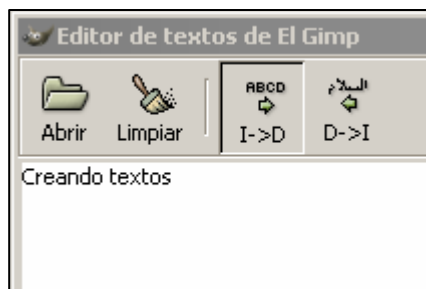 Editor de textos de El Gimp
Abrir Limpiar ABCD I->D السلام D->I
Creando textos